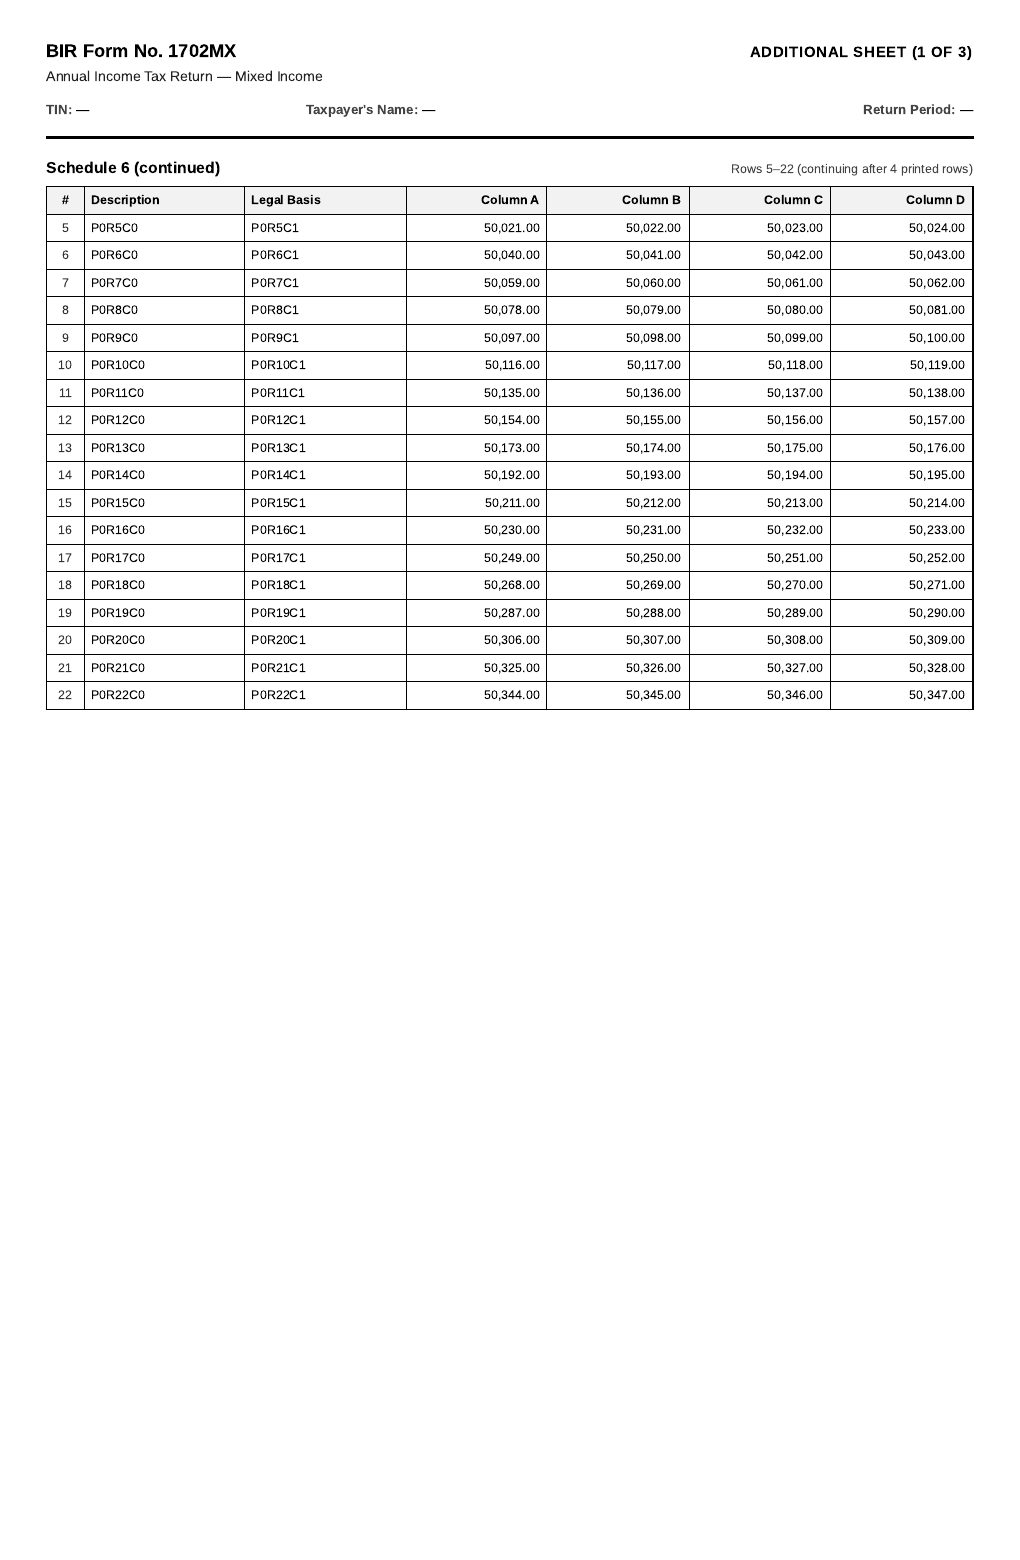 BIR Form No. 1702MX
ADDITIONAL SHEET (1 OF 3)
Annual Income Tax Return — Mixed Income
TIN: — Taxpayer's Name: — Return Period: —
Schedule 6 (continued)
Rows 5–22 (continuing after 4 printed rows)
# Description Legal Basis Column A Column B Column C Column D
5 P0R5C0 P0R5C1 50,021.00 50,022.00 50,023.00 50,024.00
6 P0R6C0 P0R6C1 50,040.00 50,041.00 50,042.00 50,043.00
7 P0R7C0 P0R7C1 50,059.00 50,060.00 50,061.00 50,062.00
8 P0R8C0 P0R8C1 50,078.00 50,079.00 50,080.00 50,081.00
9 P0R9C0 P0R9C1 50,097.00 50,098.00 50,099.00 50,100.00
10 P0R10C0 P0R10C1 50,116.00 50,117.00 50,118.00 50,119.00
11 P0R11C0 P0R11C1 50,135.00 50,136.00 50,137.00 50,138.00
12 P0R12C0 P0R12C1 50,154.00 50,155.00 50,156.00 50,157.00
13 P0R13C0 P0R13C1 50,173.00 50,174.00 50,175.00 50,176.00
14 P0R14C0 P0R14C1 50,192.00 50,193.00 50,194.00 50,195.00
15 P0R15C0 P0R15C1 50,211.00 50,212.00 50,213.00 50,214.00
16 P0R16C0 P0R16C1 50,230.00 50,231.00 50,232.00 50,233.00
17 P0R17C0 P0R17C1 50,249.00 50,250.00 50,251.00 50,252.00
18 P0R18C0 P0R18C1 50,268.00 50,269.00 50,270.00 50,271.00
19 P0R19C0 P0R19C1 50,287.00 50,288.00 50,289.00 50,290.00
20 P0R20C0 P0R20C1 50,306.00 50,307.00 50,308.00 50,309.00
21 P0R21C0 P0R21C1 50,325.00 50,326.00 50,327.00 50,328.00
22 P0R22C0 P0R22C1 50,344.00 50,345.00 50,346.00 50,347.00